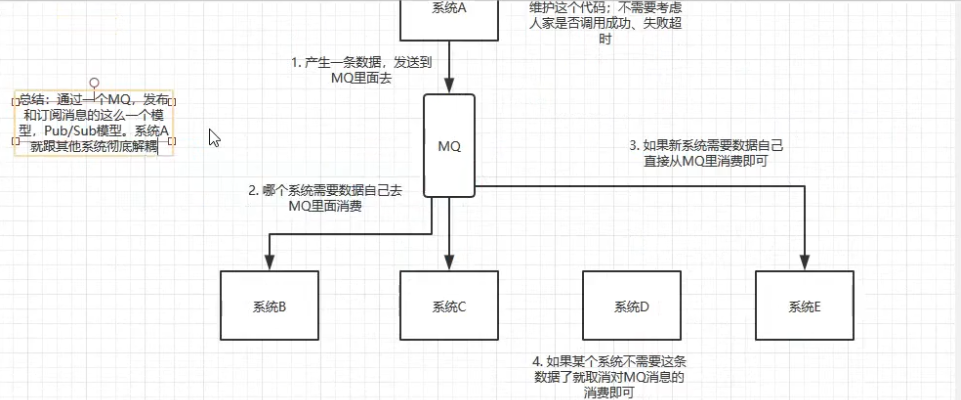 系统A
维护这个代码；不需要考虑
人家是否调用成功、失败超
时
1. 产生一条数据，发送到
MQ里面去
总结：通过一个MQ，发布
和订阅消息的这么一个模
型，Pub/Sub模型。系统A
就跟其他系统彻底解耦
MQ
3. 如果新系统需要数据自己
直接从MQ里消费即可
2. 哪个系统需要数据自己去
MQ里面消费
系统B
系统C
系统D
系统E
4. 如果某个系统不需要这条
数据了就取消对MQ消息的
消费即可